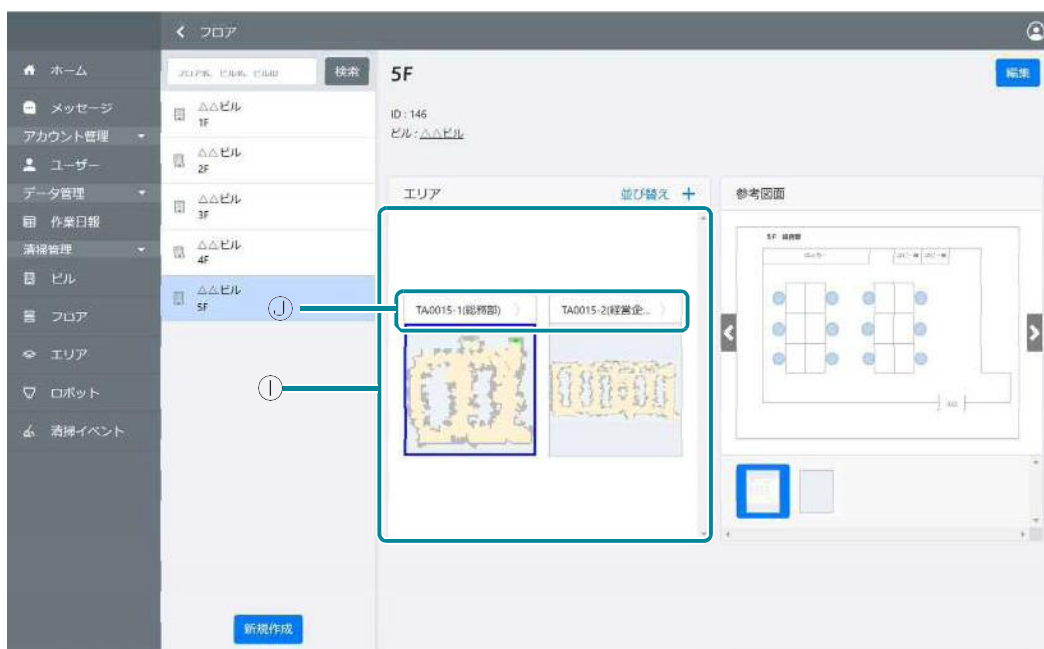 フロア
ホーム
メッセージ
アカウント管理
ユーザー
データ管理
作業日報
清掃管理
ビル
フロア
エリア
ロボット
清掃イベント
検索
△△ビル
1F
△△ビル
2F
△△ビル
3F
△△ビル
4F
△△ビル
5F
新規作成
5F
編集
ID : 146
ビル : △△ビル
エリア
並び替え +
Ⓙ
TA0015-1(総務部)
TA0015-2(経営企...
Ⓘ
参考図面
5F 総務部